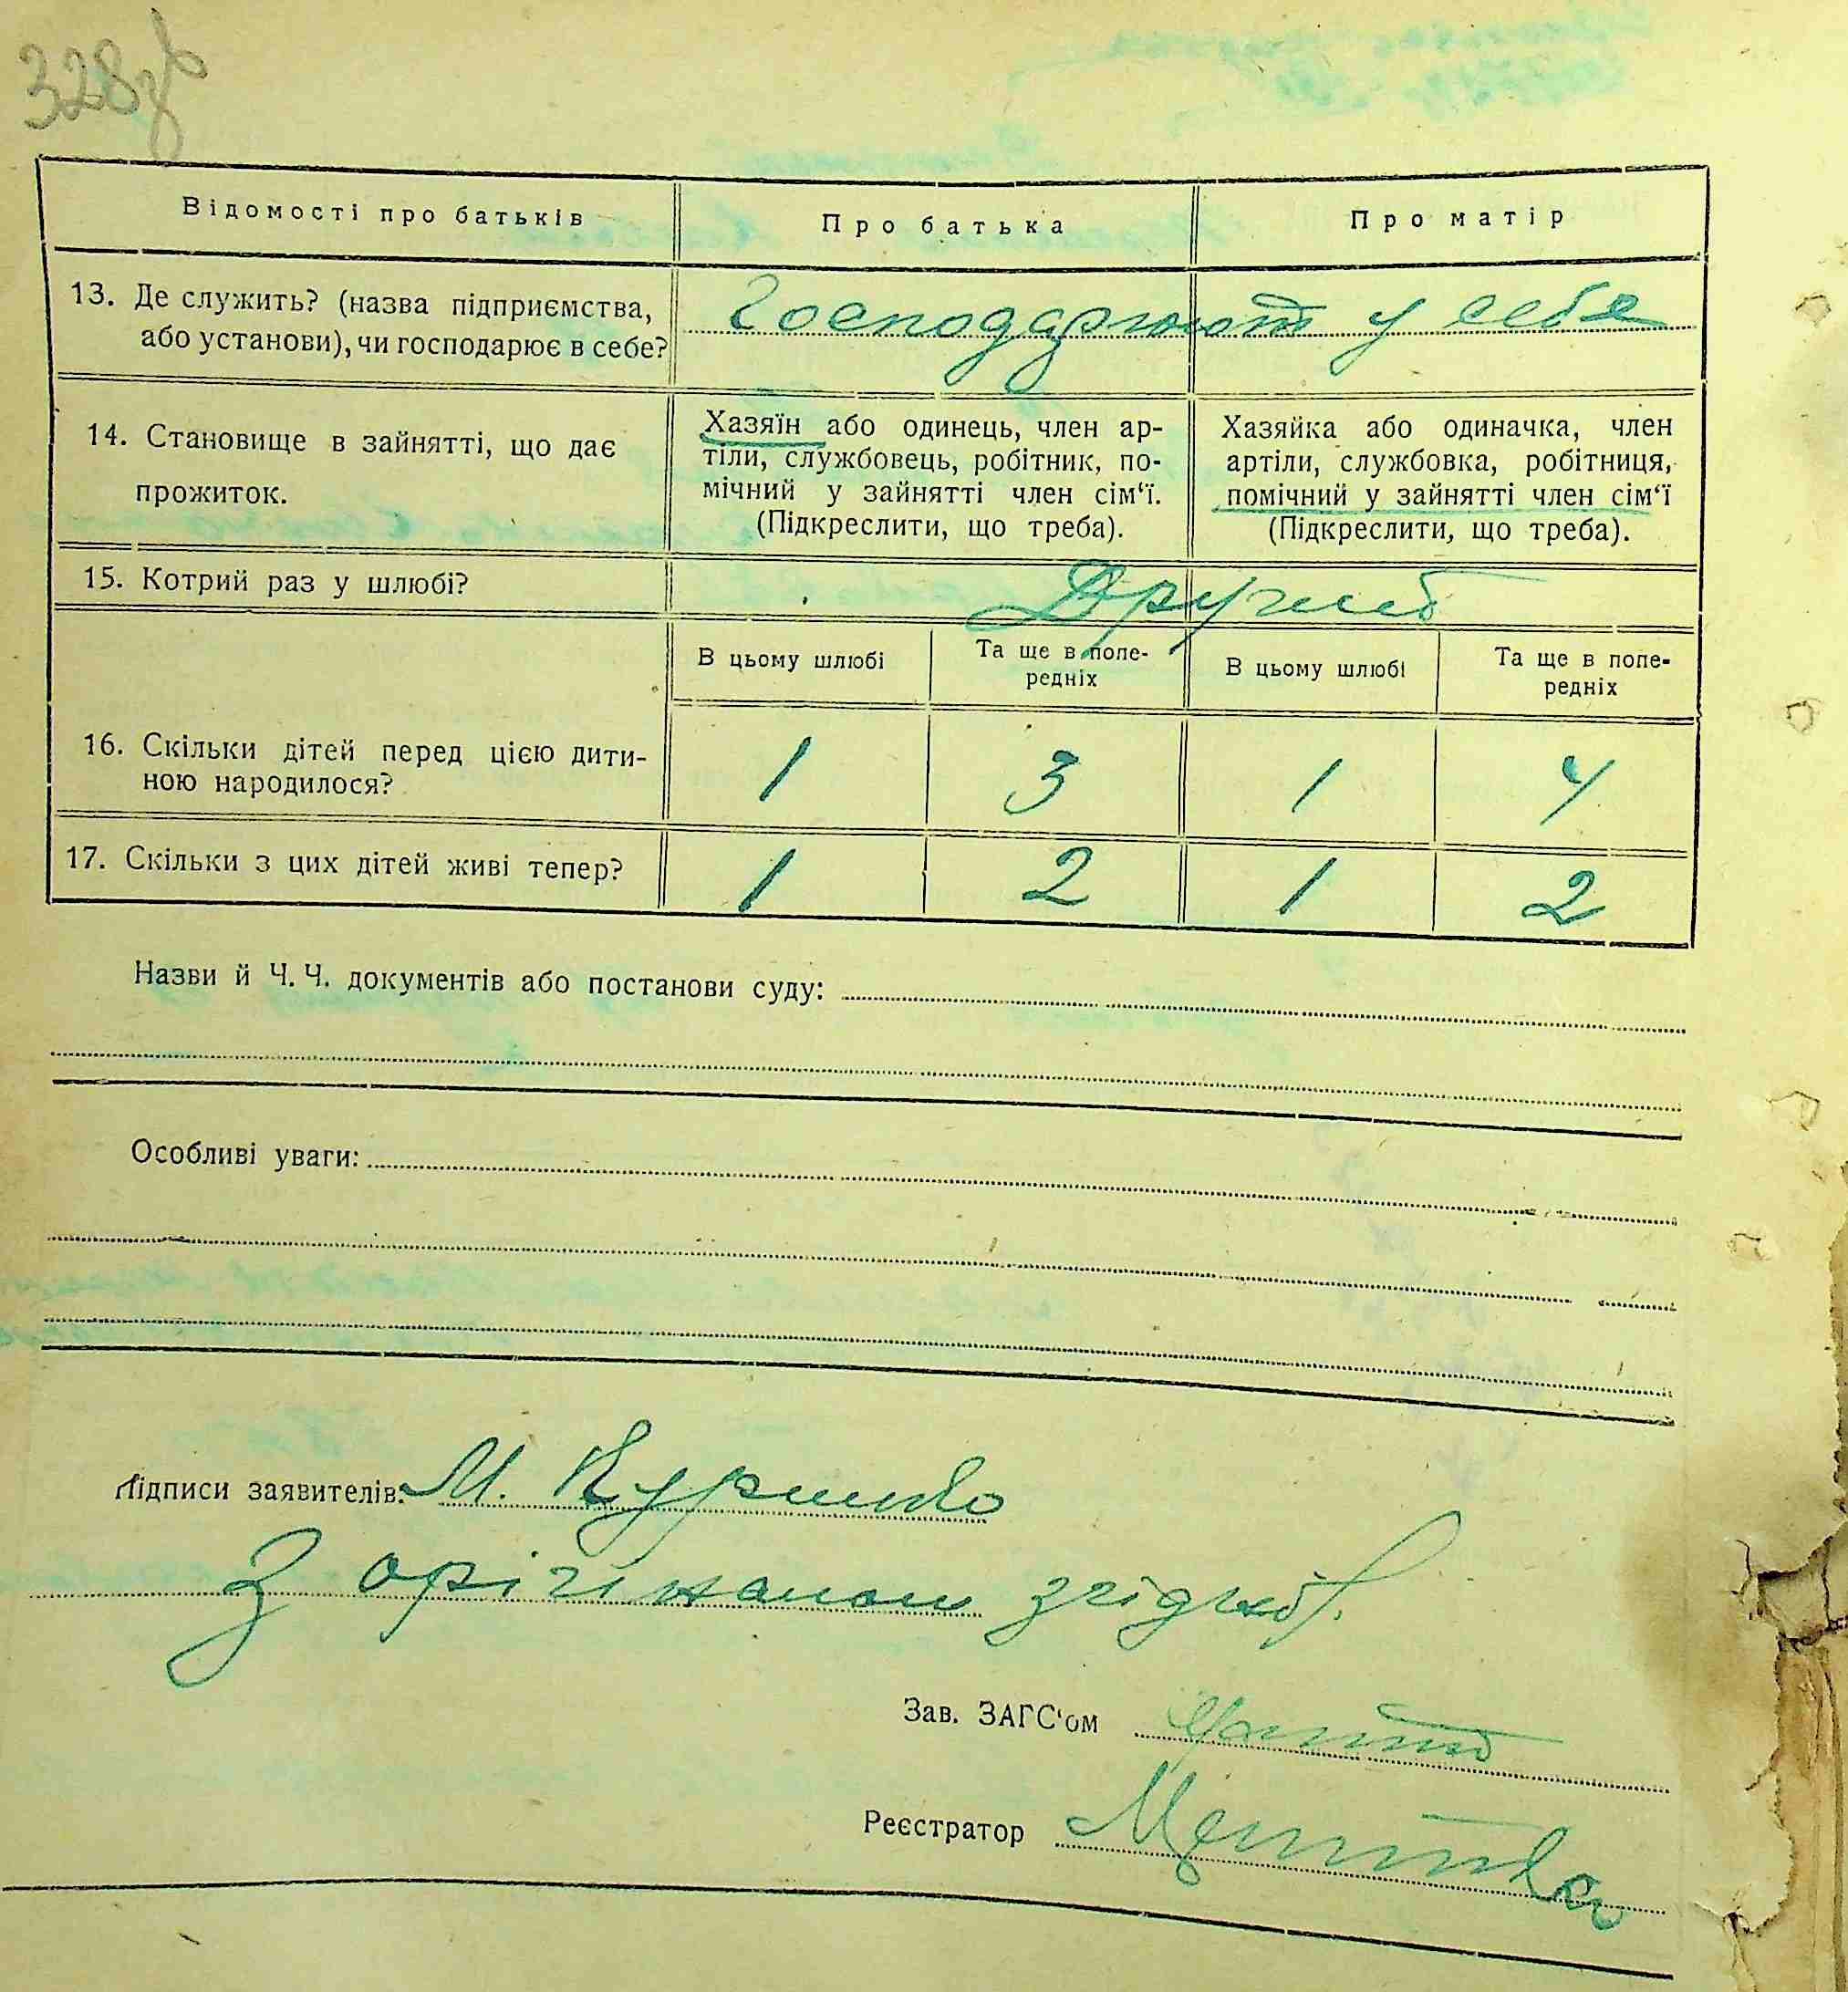 328зв
Відомості про батьків
Про батька
Про матір
13. Де служить? (назва підприємства,
або установи), чи господарює в себе?
Господарюют у себе
14. Становище в зайнятті, що дає
прожиток.
Хазяїн або одинець, член ар-
тіли, службовець, робітник, по-
мічний у зайнятті член сім‘ї.
(Підкреслити, що треба).
Хазяйка або одиначка, член
артіли, службовка, робітниця,
помічний у зайнятті член сім‘ї
(Підкреслити, що треба).
15. Котрий раз у шлюбі?
В цьому шлюбі
Та ще в попе-
редніх
В цьому шлюбі
Та ще в попе-
редніх
16. Скільки дітей перед цією дити-
ною народилося?
1 3 1 4
17. Скільки з цих дітей живі тепер?
1 2 1 2
Назви й Ч. Ч. документів або постанови суду:
Особливі уваги:
Підписи заявителів: М.
З орігіналом згідно
Зав. ЗАГС‘ом
Реєстратор